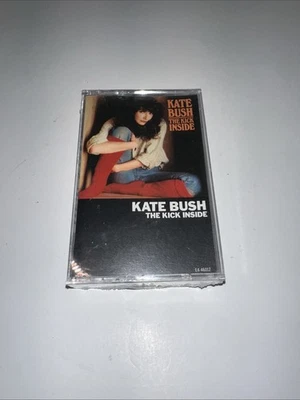 KATE
BUSH
THE KICK
INSIDE
KATE BUSH
THE KICK INSIDE